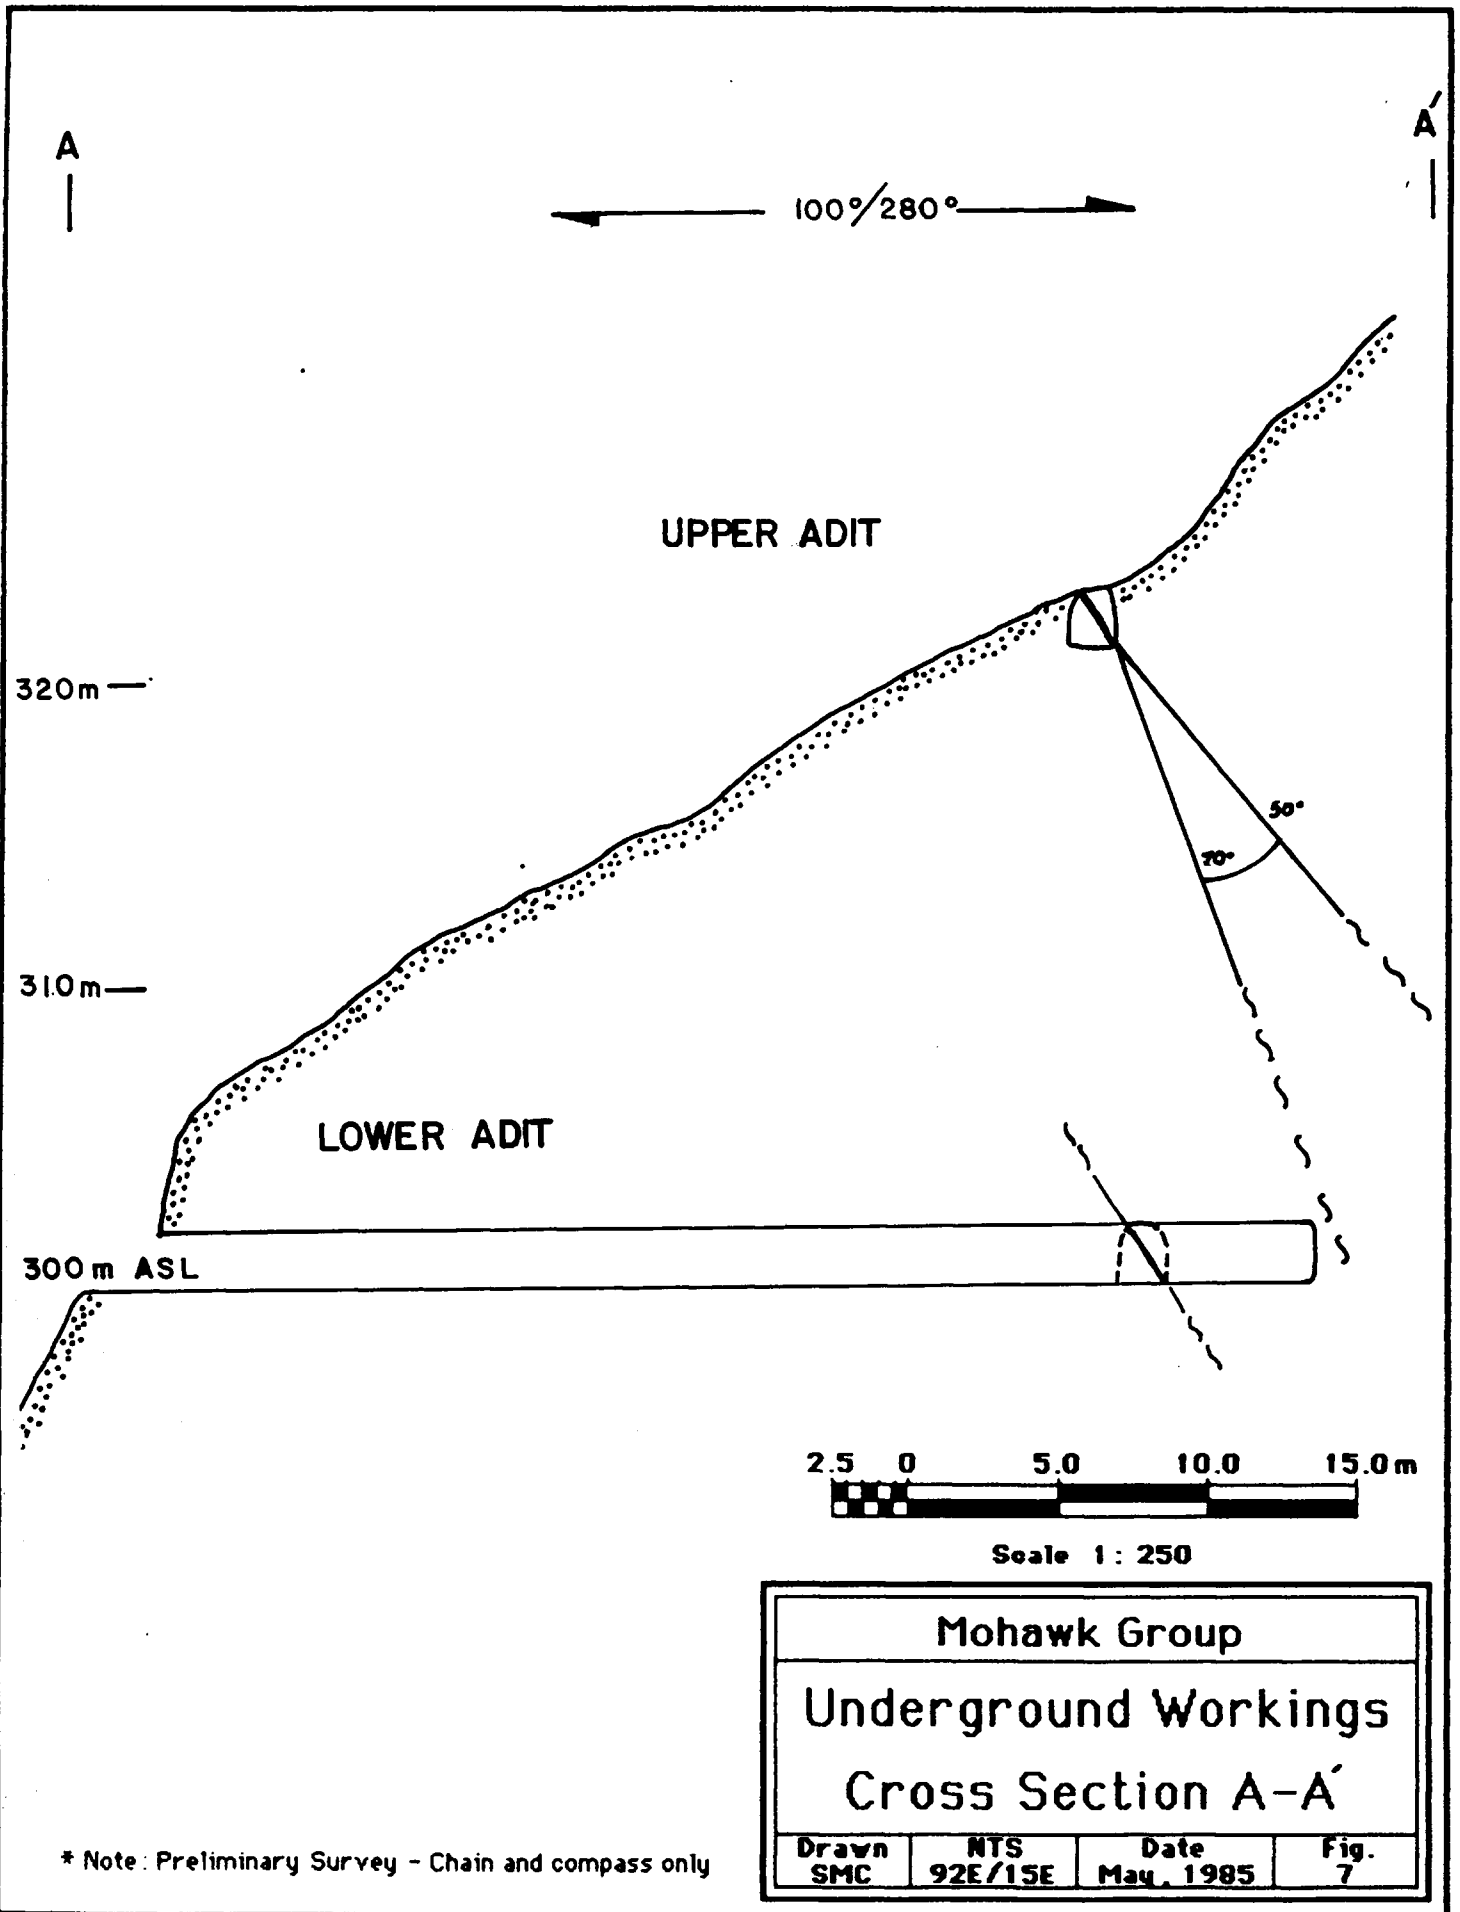 A
A′
100°/280°
UPPER ADIT
320m
50°
70°
310m
LOWER ADIT
300m ASL
2.5 0 5.0 10.0 15.0m
Scale 1 : 250
Mohawk Group
Underground Workings
Cross Section A-A′
Drawn NTS Date Fig.
SMC 92E/15E May, 1985 7
* Note : Preliminary Survey - Chain and compass only